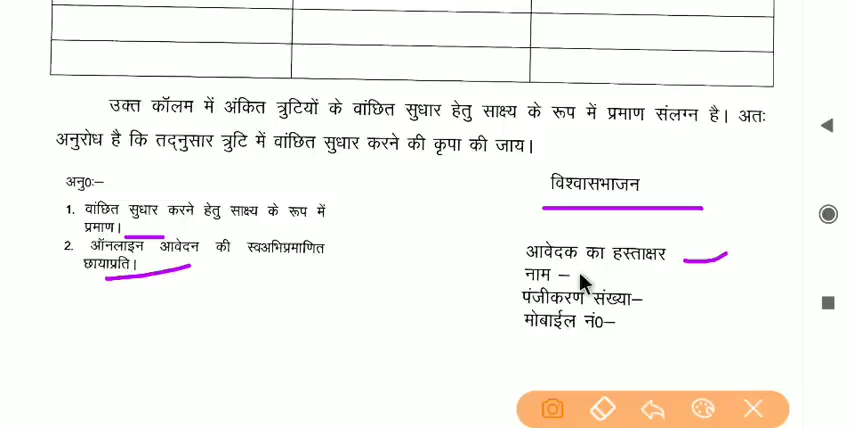 उक्त कॉलम में अंकित त्रुटियों के वांछित सुधार हेतु साक्ष्य के रूप में प्रमाण संलग्न है। अतः
अनुरोध है कि तद्नुसार त्रुटि में वांछित सुधार करने की कृपा की जाय।
अनु0:–
1. वांछित सुधार करने हेतु साक्ष्य के रूप में
प्रमाण।
2. ऑनलाइन आवेदन की स्वअभिप्रमाणित
छायाप्रति।
विश्वासभाजन
आवेदक का हस्ताक्षर
नाम –
पंजीकरण संख्या–
मोबाईल नं0–